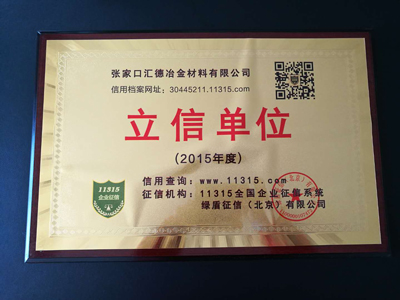 张家口汇德冶金材料有限公司
信用档案网址：30445211.11315.com
立信单位
（2015年度）
信用查询：www.11315.com
征信机构：11315全国企业征信系统
绿盾征信（北京）有限公司
11315
企业征信